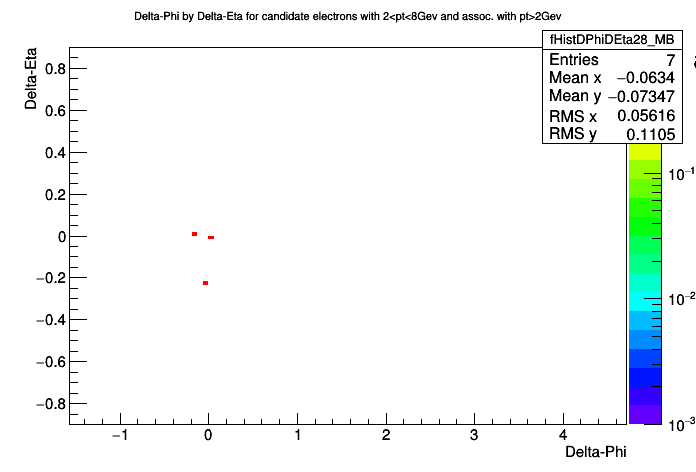 Delta-Phi by Delta-Eta for candidate electrons with 2<pt<8Gev and assoc. with pt>2Gev
fHistDPhiDEta28_MB
Entries 7
Mean x −0.0634
Mean y −0.07347
RMS x 0.05616
RMS y 0.1105
Delta-Eta
0.8
0.6
0.4
0.2
0
−0.2
−0.4
−0.6
−0.8
−1 0 1 2 3 4
Delta-Phi
10−1
10−2
10−3